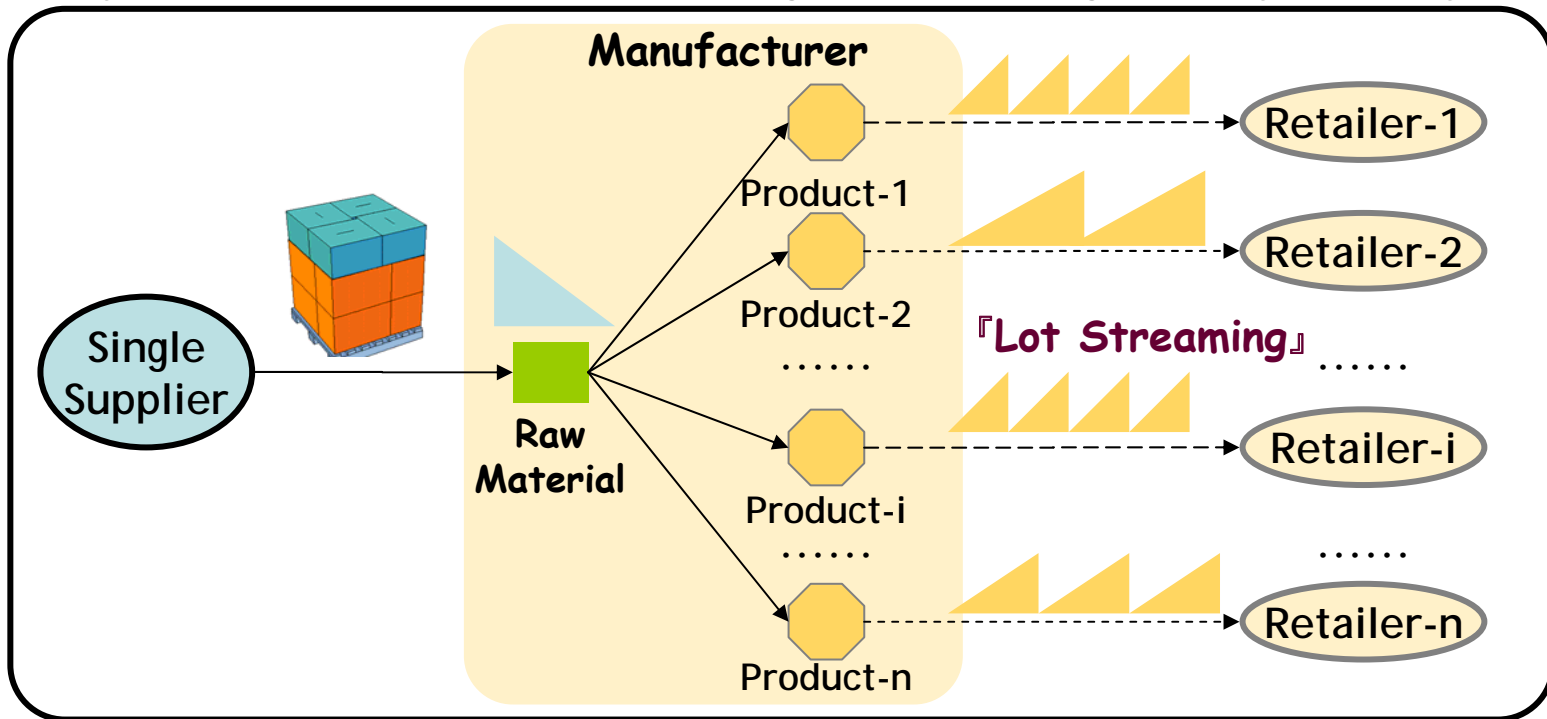 Manufacturer
Retailer-1
Product-1
Retailer-2
Product-2
『Lot Streaming』
Single
Supplier
......
......
Raw
Material
Retailer-i
Product-i
......
......
Retailer-n
Product-n